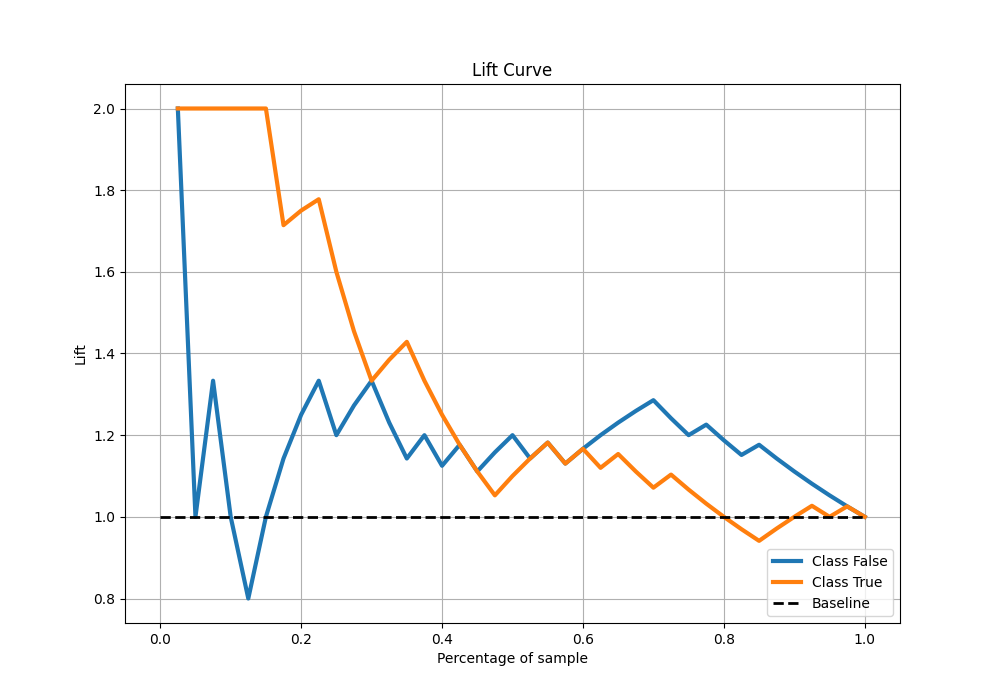 Lift Curve
2.0
1.8
1.6
1.4
1.2
1.0
0.8
Lift
0.0 0.2 0.4 0.6 0.8 1.0
Percentage of sample
Class False
Class True
Baseline